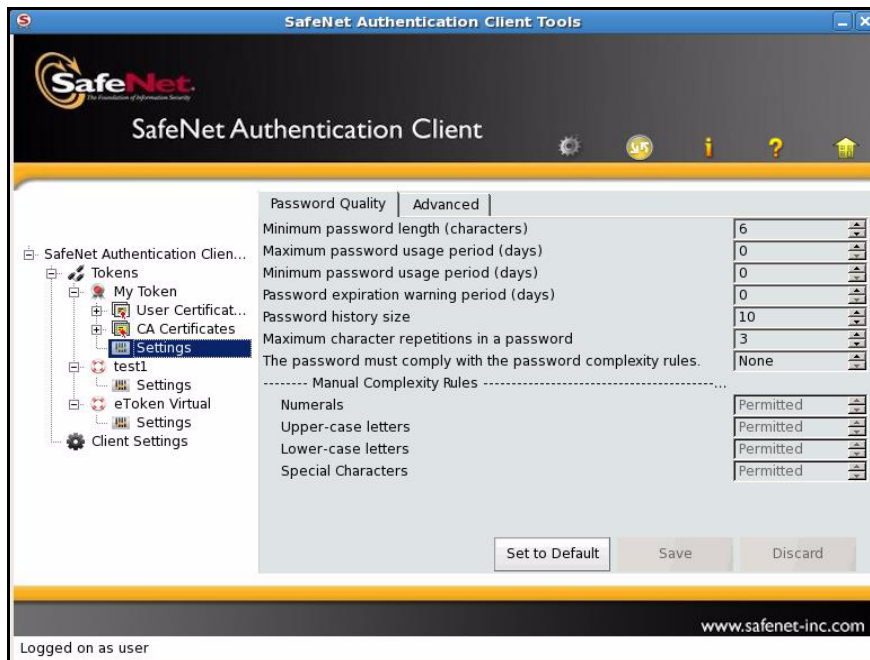 SafeNet Authentication Client Tools
SafeNet.
The Foundation of Information Security
SafeNet Authentication Client
Password Quality
Advanced
SafeNet Authentication Clien...
Tokens
My Token
User Certificat...
CA Certificates
Settings
test1
Settings
eToken Virtual
Settings
Client Settings
Minimum password length (characters) 6
Maximum password usage period (days) 0
Minimum password usage period (days) 0
Password expiration warning period (days) 0
Password history size 10
Maximum character repetitions in a password 3
The password must comply with the password complexity rules. None
-------- Manual Complexity Rules ----------------------------------------...
Numerals Permitted
Upper-case letters Permitted
Lower-case letters Permitted
Special Characters Permitted
Set to Default
Save
Discard
www.safenet-inc.com
Logged on as user